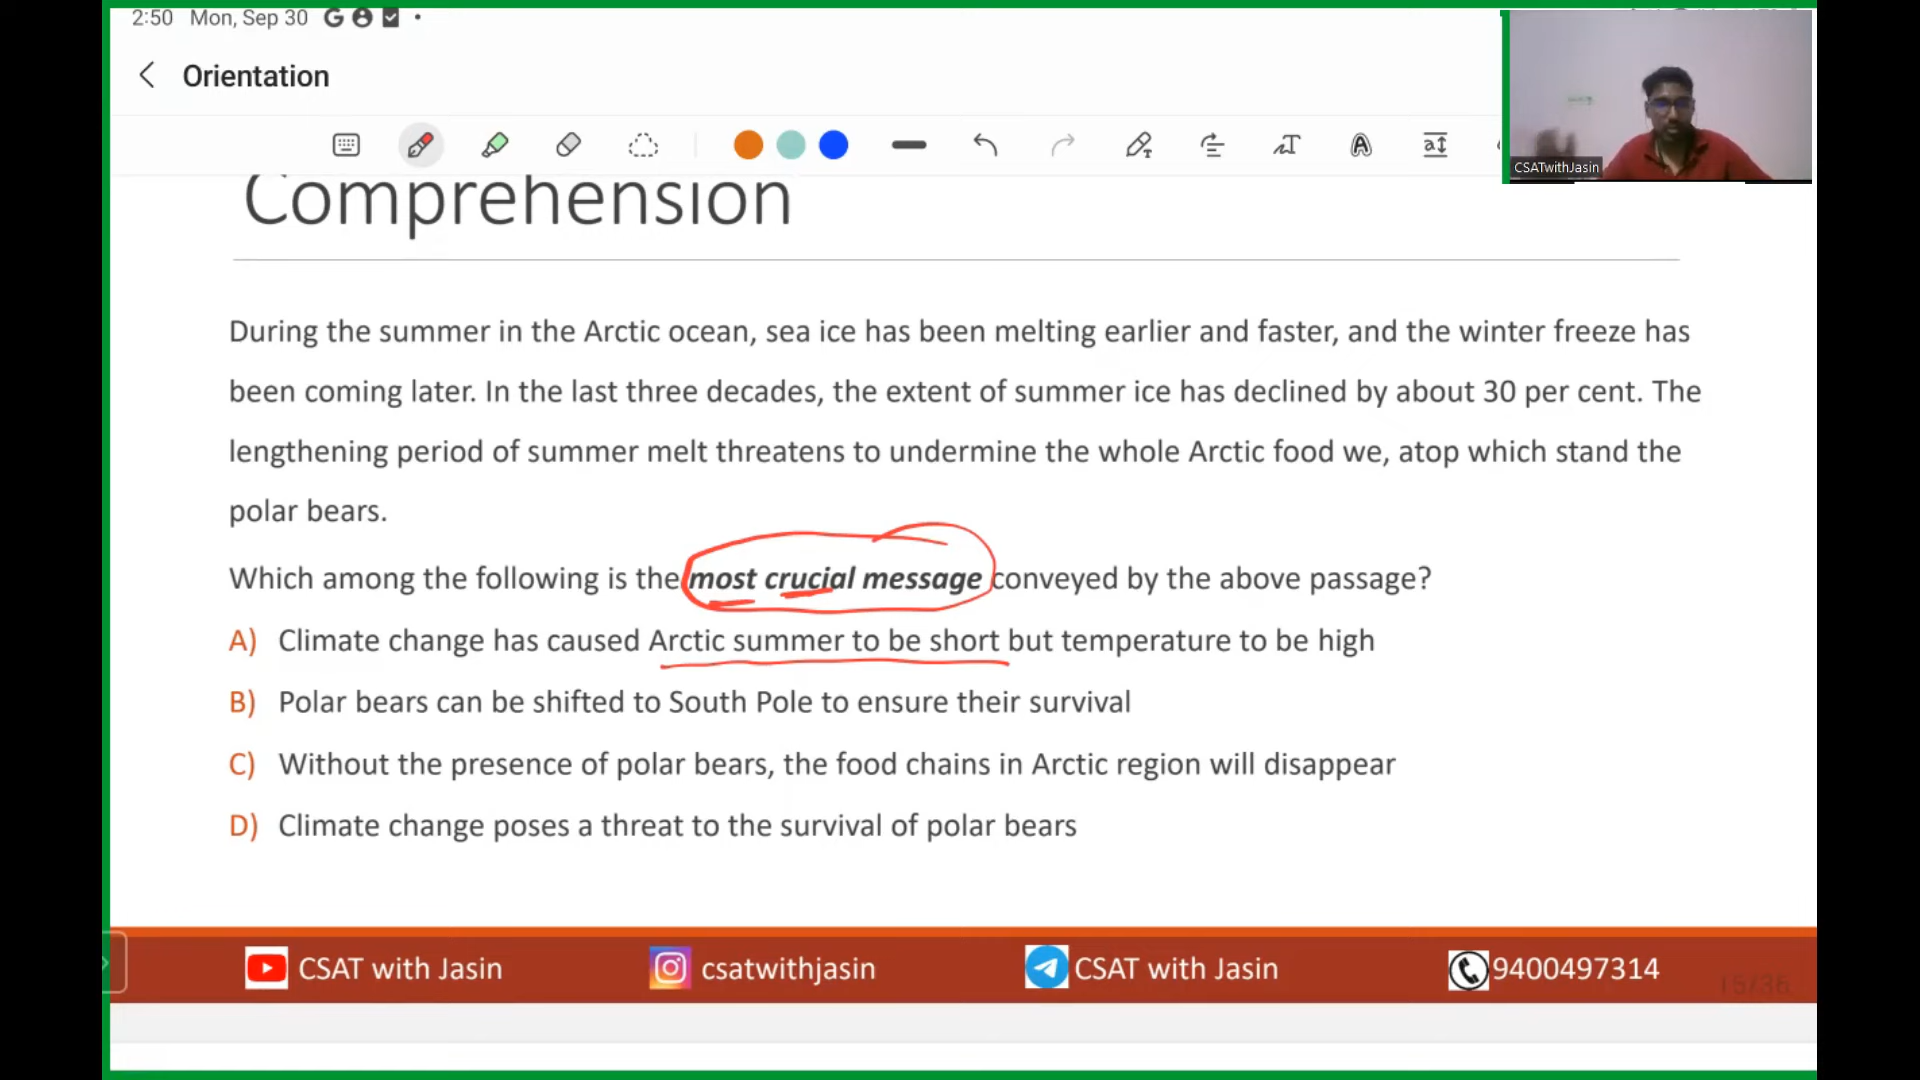 2:50 Mon, Sep 30
Orientation
CSATwithJasin
Comprehension
During the summer in the Arctic ocean, sea ice has been melting earlier and faster, and the winter freeze has
been coming later. In the last three decades, the extent of summer ice has declined by about 30 per cent. The
lengthening period of summer melt threatens to undermine the whole Arctic food we, atop which stand the
polar bears.
Which among the following is the most crucial message conveyed by the above passage?
A) Climate change has caused Arctic summer to be short but temperature to be high
B) Polar bears can be shifted to South Pole to ensure their survival
C) Without the presence of polar bears, the food chains in Arctic region will disappear
D) Climate change poses a threat to the survival of polar bears
CSAT with Jasin csatwithjasin CSAT with Jasin 9400497314
15/36